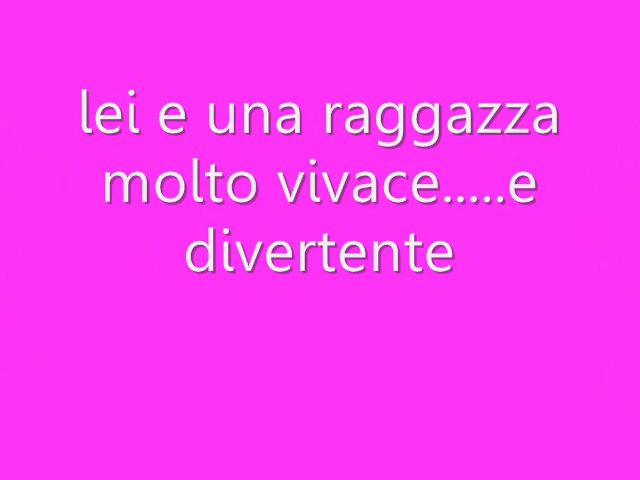 lei e una raggazza
molto vivace.....e
divertente